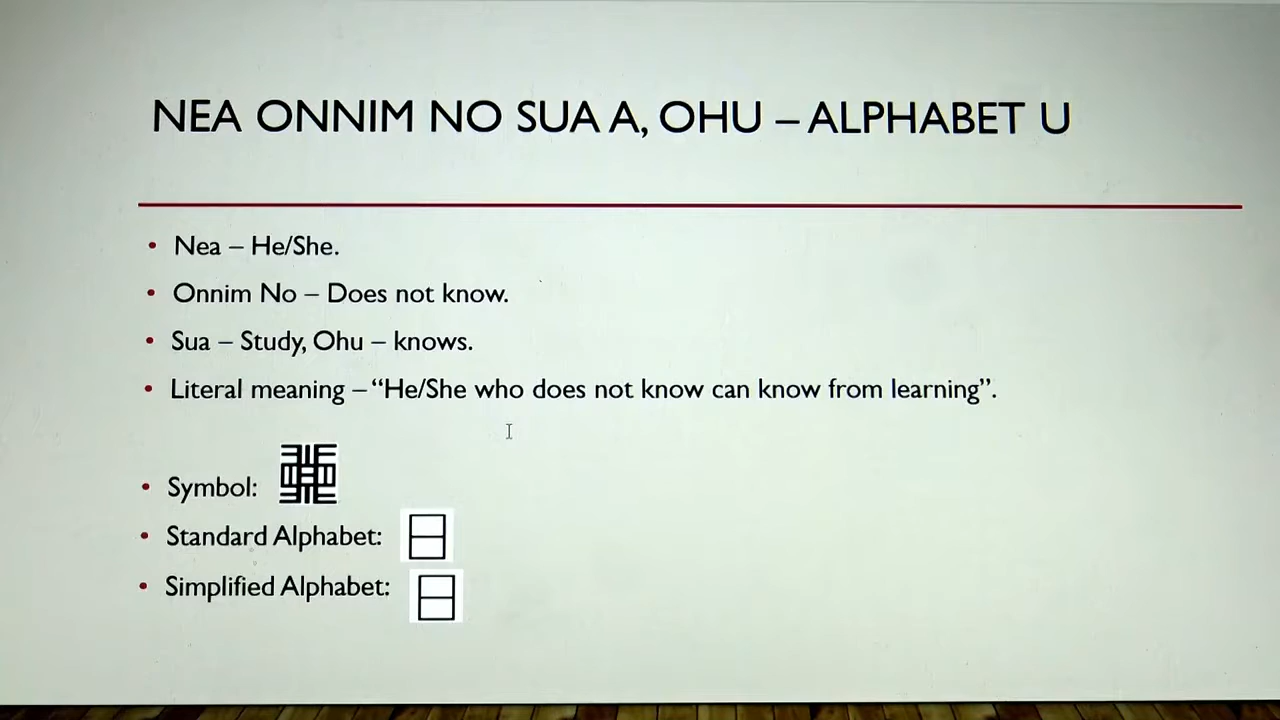 NEA ONNIM NO SUA A, OHU – ALPHABET U
• Nea – He/She.
• Onnim No – Does not know.
• Sua – Study, Ohu – knows.
• Literal meaning – “He/She who does not know can know from learning”.
• Symbol:
• Standard Alphabet:
• Simplified Alphabet: